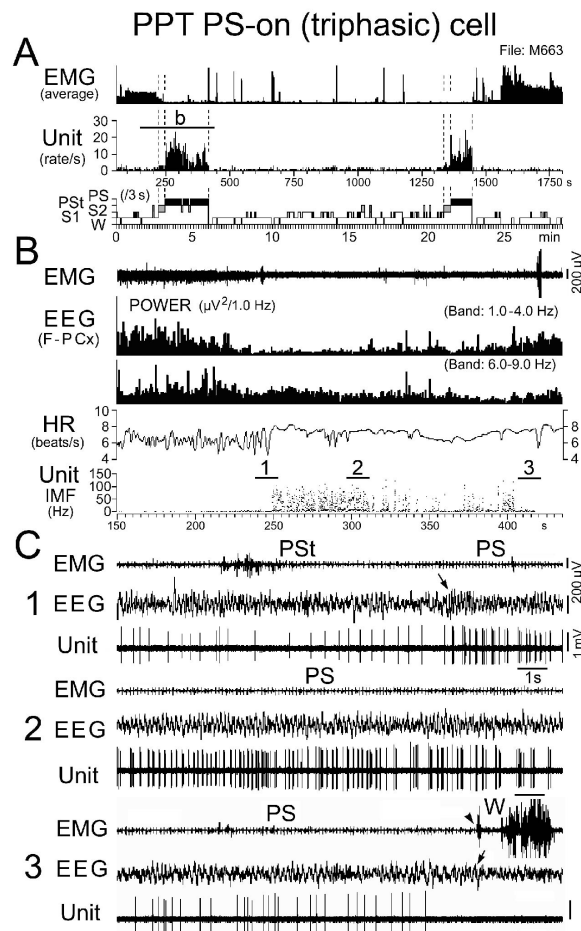 PPT PS-on (triphasic) cell
File: M663
A
EMG
(average)
b
Unit
(rate/s)
30
20
10
0
250 500 750 1000 1250 1500 1750 s
PSt
PS
S2
S1
W
(/3 s)
0 5 10 15 20 25 min
B
EMG
200 µV
EEG
(F-PCx)
POWER (µV2/1.0 Hz)
(Band: 1.0-4.0 Hz)
(Band: 6.0-9.0 Hz)
HR
(beats/s)
10
8
6
4
8
6
4
1 2 3
Unit
IMF
(Hz)
150
100
50
0
150 200 250 300 350 400 s
C
PSt PS
EMG
1 EEG
200 µV
Unit
1 mV
1s
EMG PS
2 EEG
Unit
PS W
EMG
3 EEG
Unit